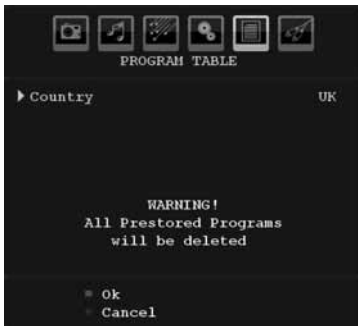 PROGRAM TABLE
Country UK
WARNING!
All Prestored Programs
will be deleted
Ok
Cancel